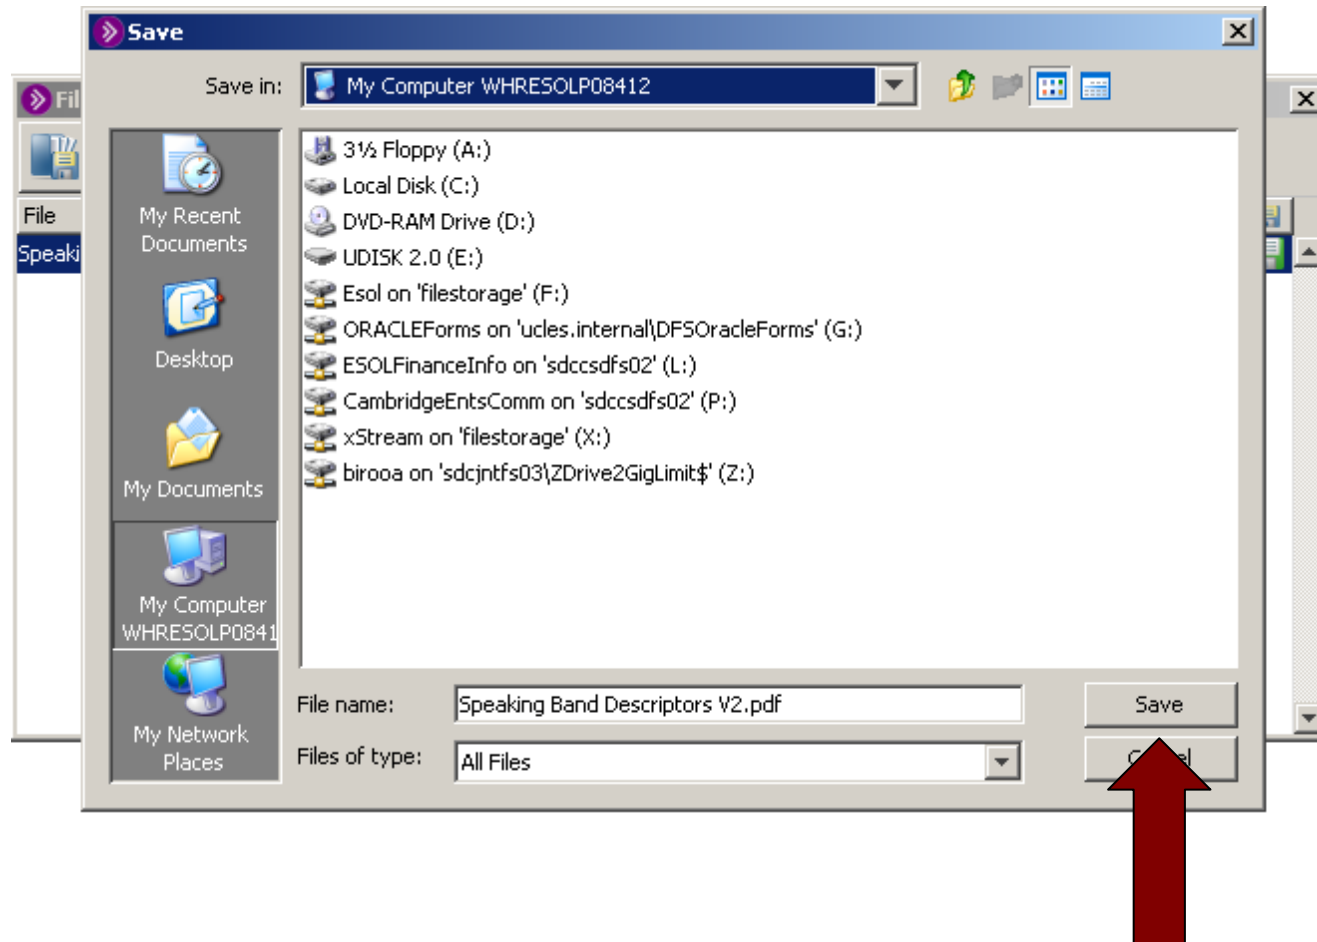 Save
Save in:
My Computer WHRESOLP08412
Fil
File
Speaki
My Recent
Documents
Desktop
My Documents
My Computer
WHRESOLP0841
My Network
Places
3½ Floppy (A:)
Local Disk (C:)
DVD-RAM Drive (D:)
UDISK 2.0 (E:)
Esol on 'filestorage' (F:)
ORACLEForms on 'ucles.internal\DFSOracleForms' (G:)
ESOLFinanceInfo on 'sdccsdfs02' (L:)
CambridgeEntsComm on 'sdccsdfs02' (P:)
xStream on 'filestorage' (X:)
birooa on 'sdcjntfs03\ZDrive2GigLimit$' (Z:)
File name:
Speaking Band Descriptors V2.pdf
Save
Files of type:
All Files